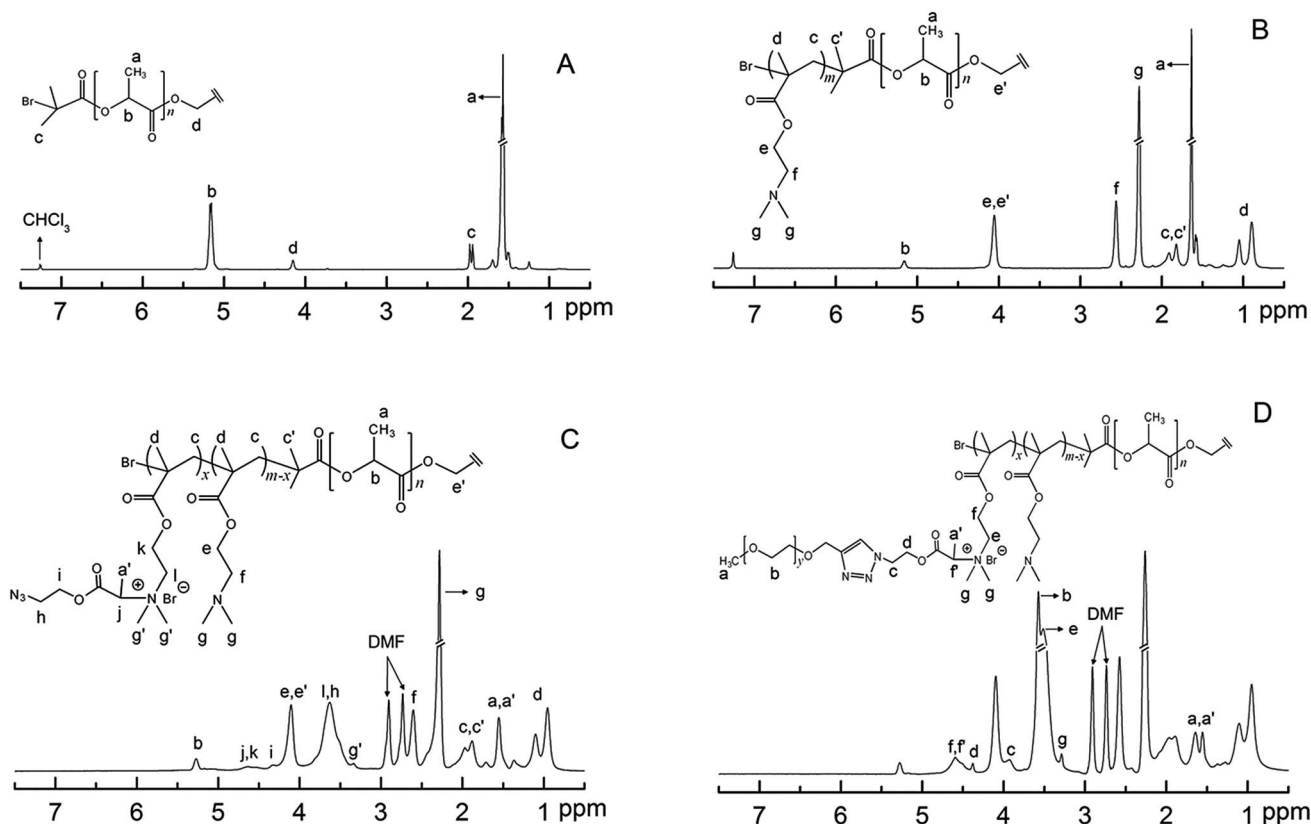 A
a
CH3
Br
O
O
O
n
O
b
d
c
CHCl3
b
d
c
a
7 6 5 4 3 2 1 ppm
B
d c c' a
CH3
Br
m
O
O
O
n
O
b
e'
O
O
e
f
N
g g
b
e,e'
f
g
c,c'
a
d
7 6 5 4 3 2 1 ppm
C
d c d c c' a
CH3
Br
x
m-x
O
O
O
n
O
b
e'
O
O
O
O
k
e
l
f
N
g g
i
O
a'
N3
O
h
j
N
+
Br
−
g' g'
b
j,k
i
e,e'
l,h
g'
DMF
f
g
c,c'
a,a'
d
7 6 5 4 3 2 1 ppm
D
CH3
Br
x
m-x
O
O
O
n
O
O
O
O
O
f
e
N
d
O
a'
H3C
O
O
y
O
N
N
N
O
f'
N
+
Br
−
a
b
c
g g
b
e
DMF
f,f'
d
c
g
a,a'
7 6 5 4 3 2 1 ppm